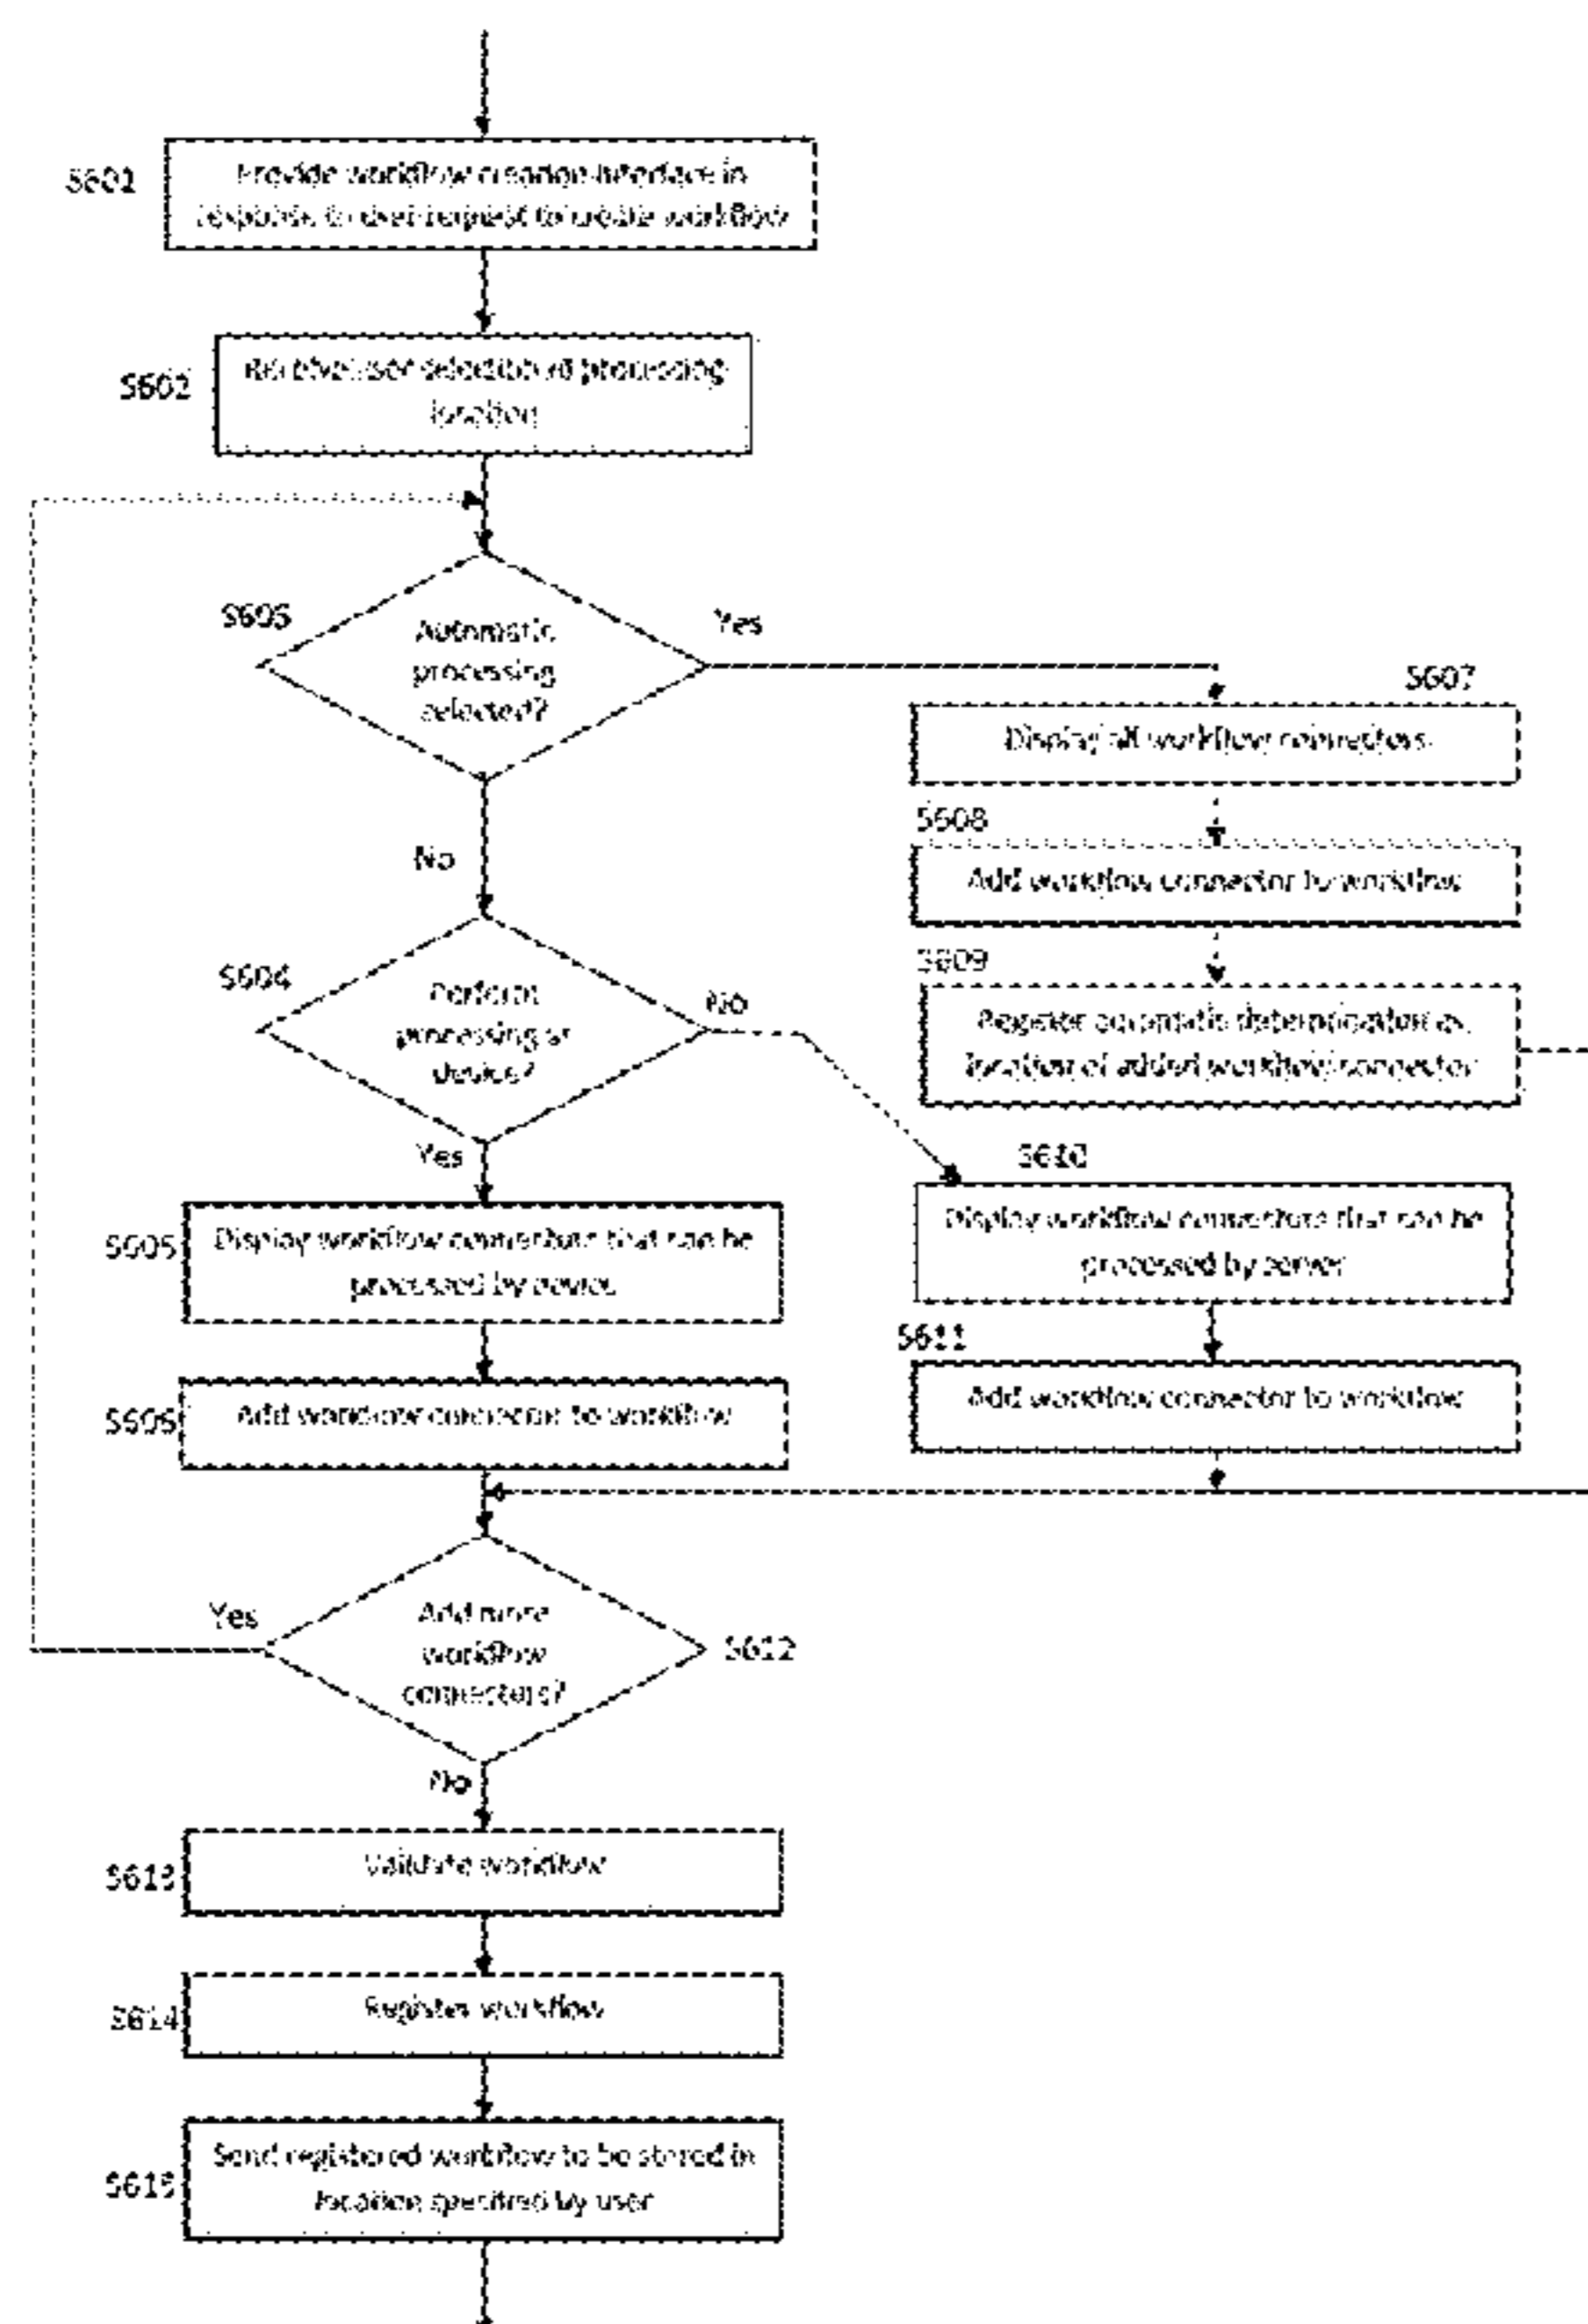 S601
Provide workflow creation interface in
response to user request to create workflow
S602
Receive user selection of processing
location
Automatic
processing
selected?
Yes
No
S607
Display all workflow connectors
S608
Add workflow connector to workflow
S609
Register automatic determination as
location of added workflow connector
S604
Perform
processing at
device?
No
Yes
S610
Display workflow connectors that can be
processed by server
S611
Add workflow connector to workflow
S605
Display workflow connectors that can be
processed by device
S606
Add workflow connector to workflow
Add more
workflow
connectors?
Yes
S612
No
S613
Validate workflow
S614
Register workflow
S615
Send registered workflow to be stored in
location specified by user